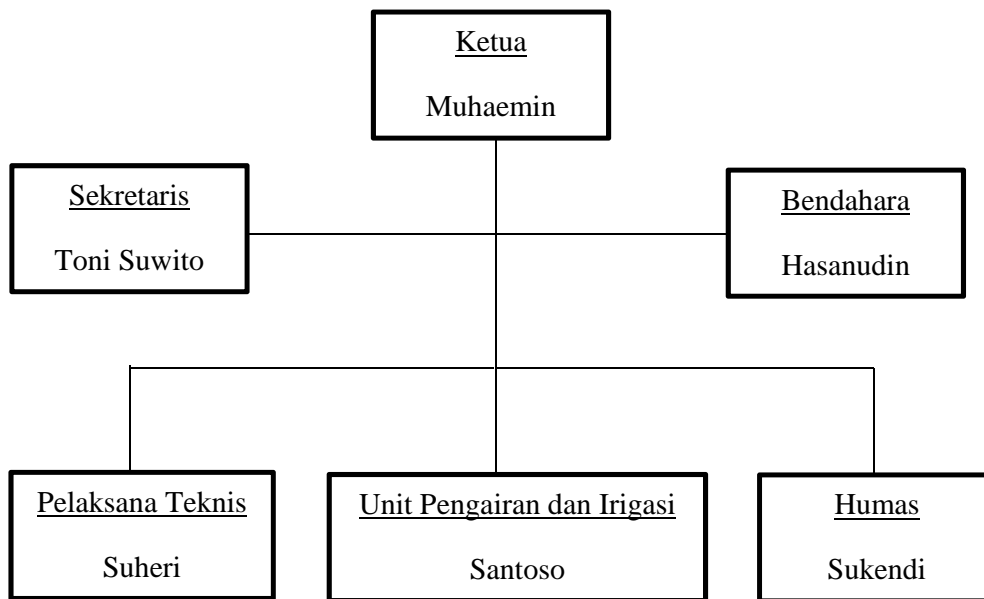 Ketua
Muhaemin
Sekretaris
Toni Suwito
Bendahara
Hasanudin
Pelaksana Teknis
Suheri
Unit Pengairan dan Irigasi
Santoso
Humas
Sukendi